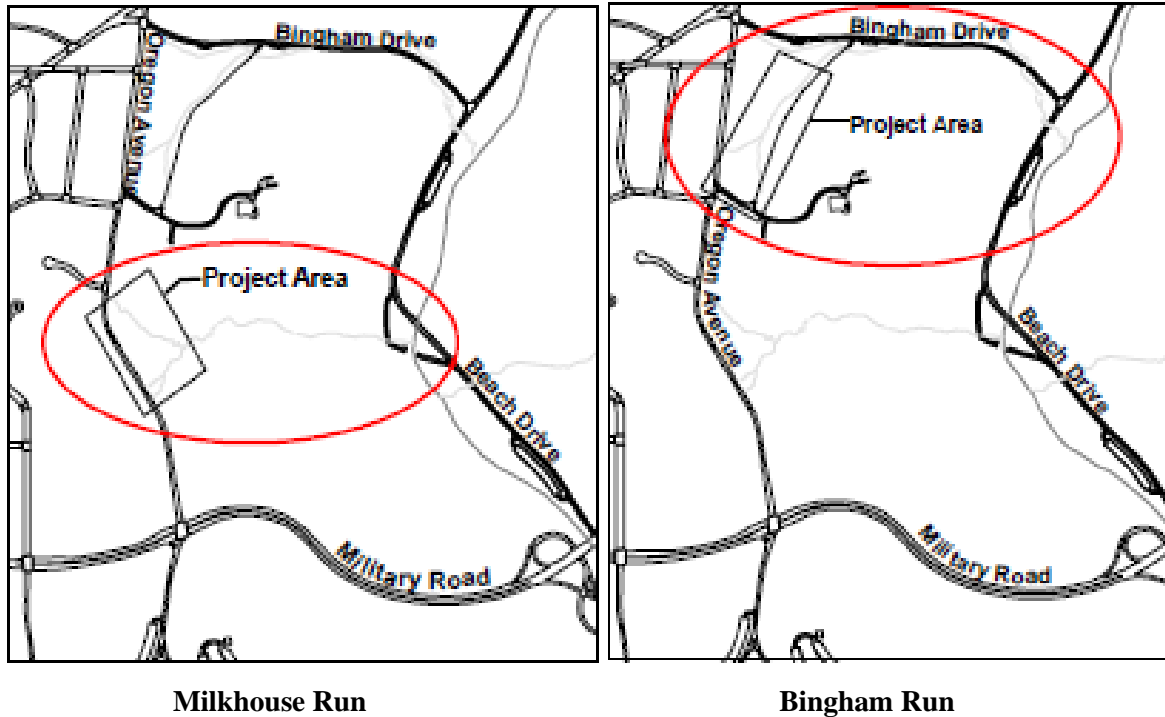 Bingham Drive
Oregon Avenue
Project Area
Beach Drive
Military Road
Milkhouse Run
Bingham Drive
Project Area
Oregon Avenue
Beach Drive
Military Road
Bingham Run